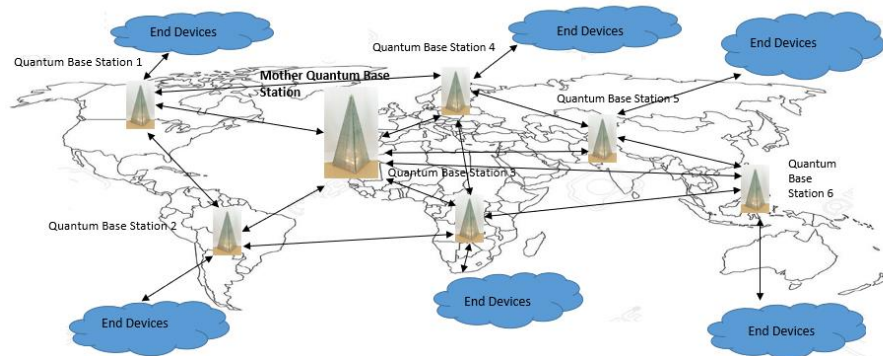 End Devices
End Devices
End Devices
Quantum Base Station 4
Quantum Base Station 1
Mother Quantum Base
Station
Quantum Base Station 5
Quantum Base Station 3
Quantum
Base
Station 6
Quantum Base Station 2
End Devices
End Devices
End Devices